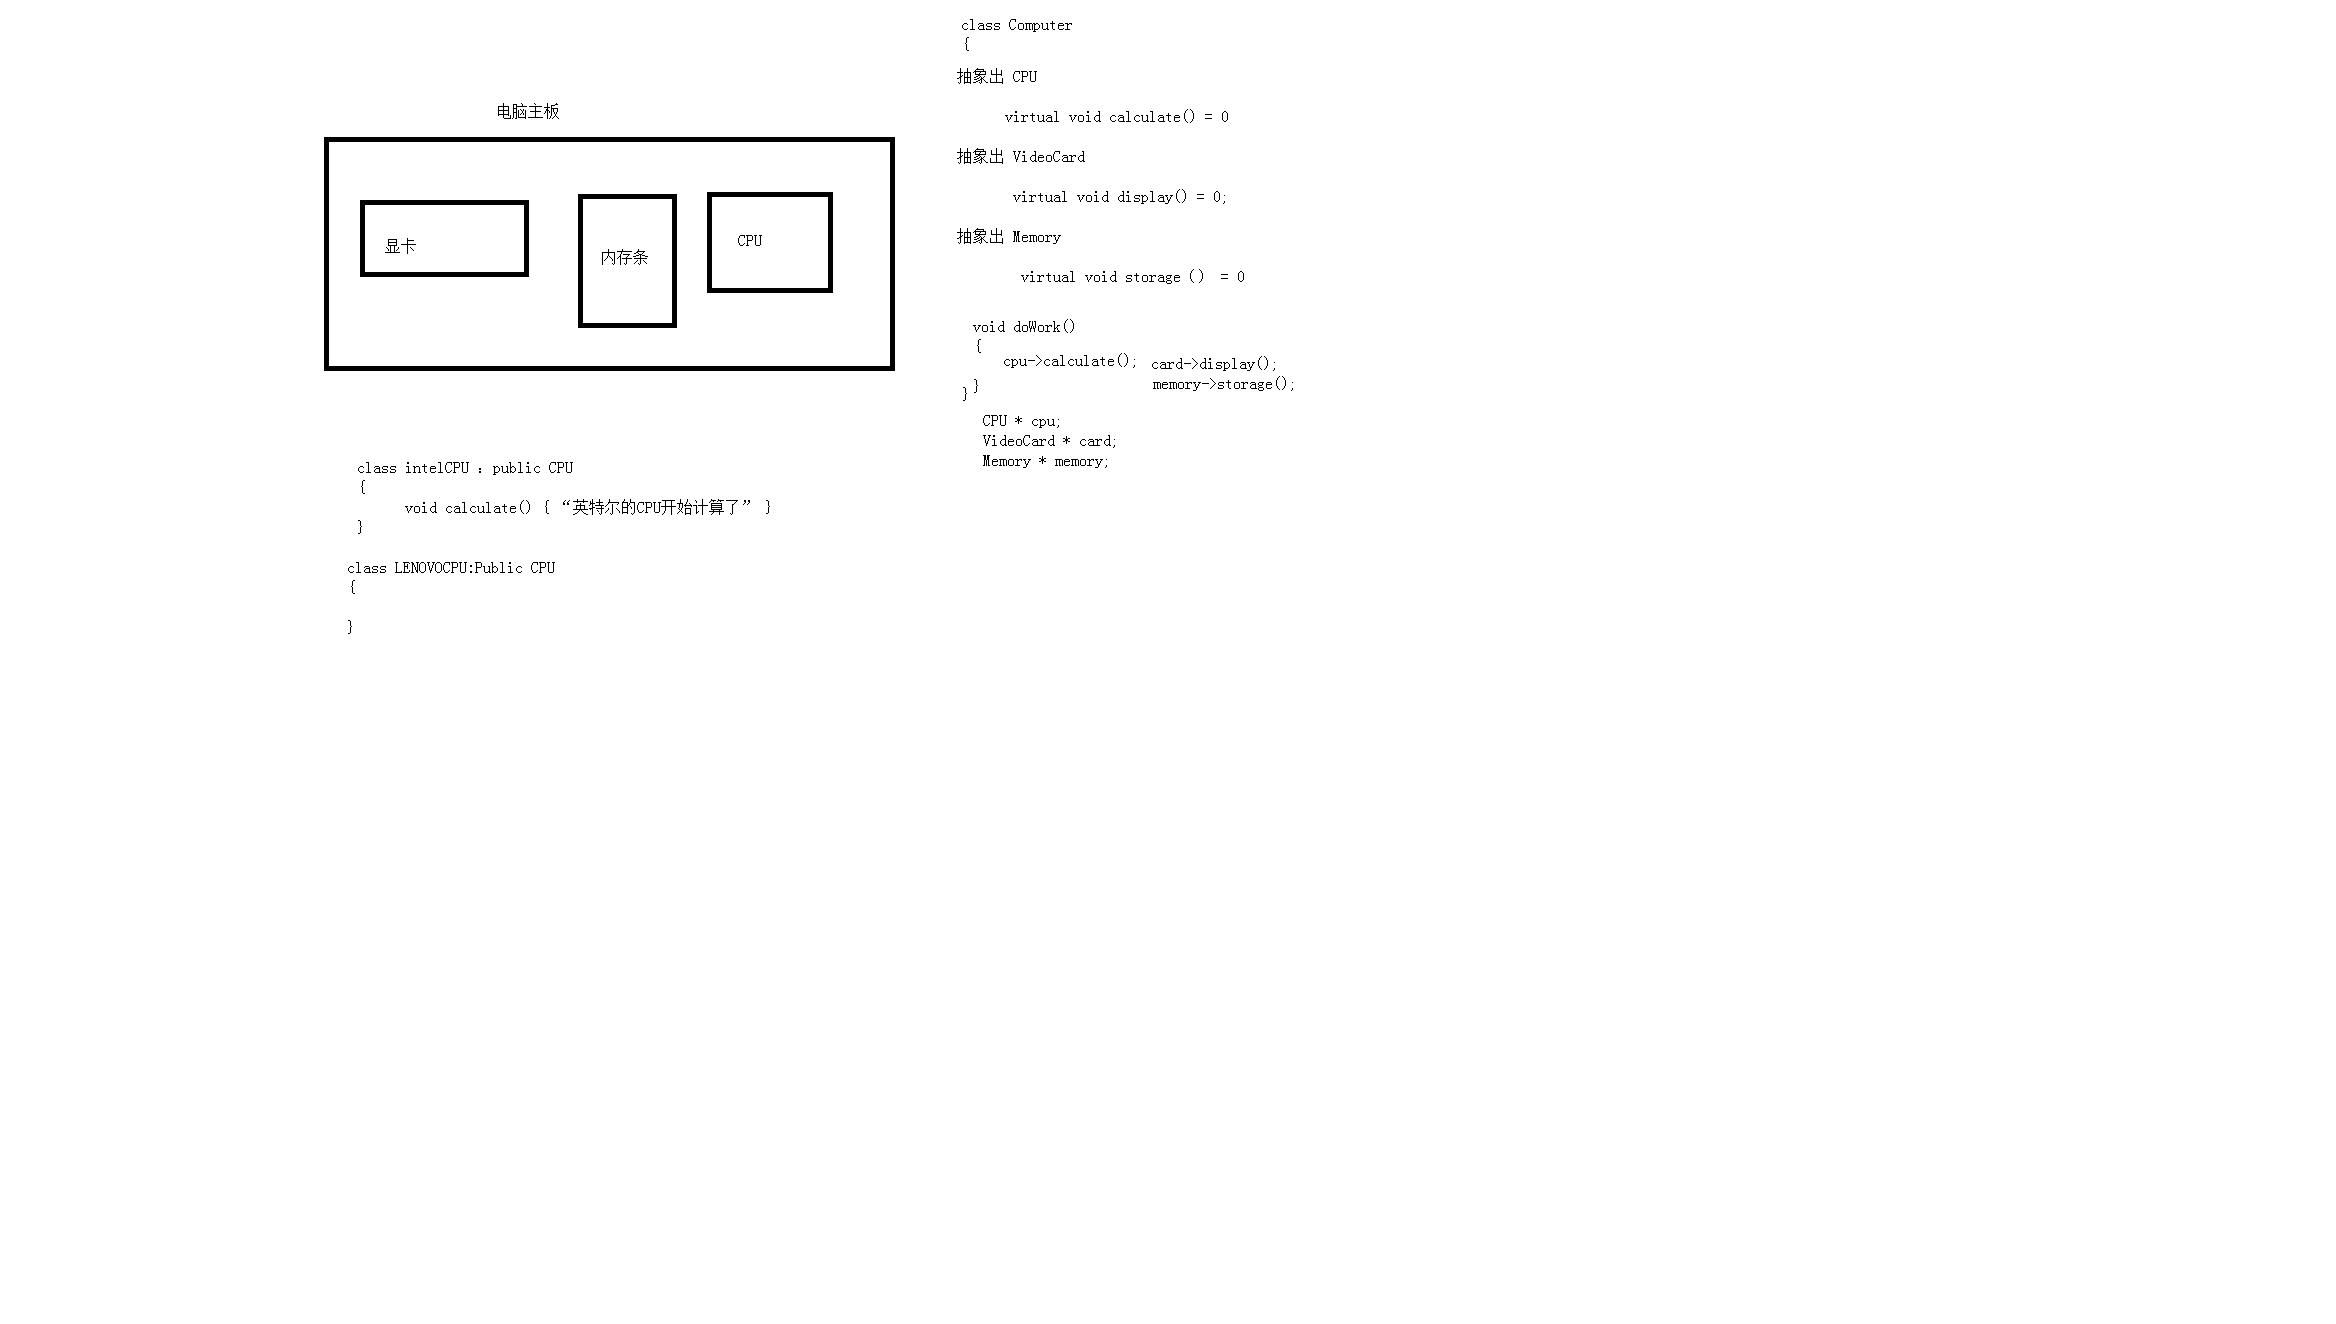 电脑主板
显卡
内存条
CPU
class intelCPU ：public CPU
{
void calculate() { “英特尔的CPU开始计算了” }
}
class LENOVOCPU:Public CPU
{
}
class Computer
{
抽象出 CPU
virtual void calculate() = 0
抽象出 VideoCard
virtual void display() = 0;
抽象出 Memory
virtual void storage（） = 0
void doWork()
{
cpu->calculate();
card->display();
memory->storage();
}
}
CPU * cpu;
VideoCard * card;
Memory * memory;